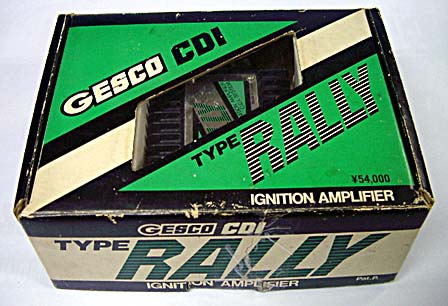 GESCO CDI
TYPE RALLY
¥54,000
IGNITION AMPLIFIER
GESCO CDI
TYPE RALLY
IGNITION AMPLIFIER
Pat.P.